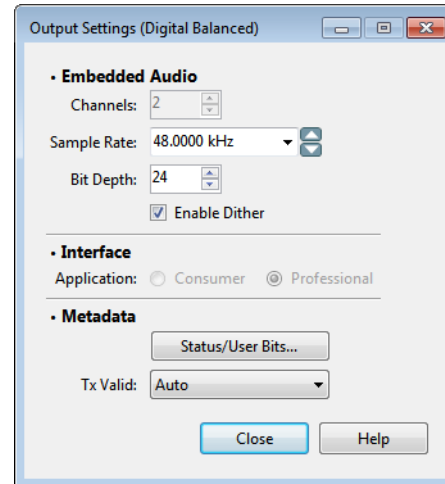 Output Settings (Digital Balanced)
• Embedded Audio
Channels: 2
Sample Rate: 48.0000 kHz
Bit Depth: 24
Enable Dither
• Interface
Application: Consumer Professional
• Metadata
Status/User Bits...
Tx Valid: Auto
Close Help